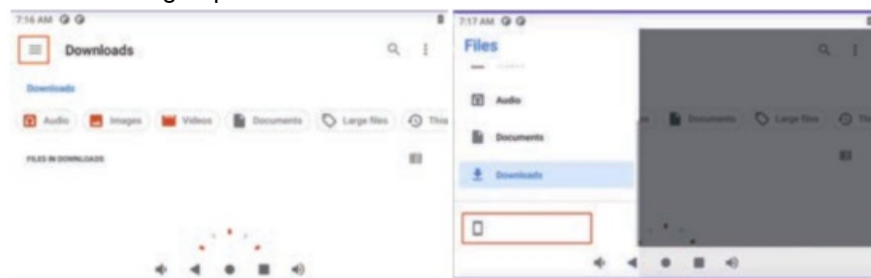 7:16 AM
Downloads
Downloads
Audio
Images
Videos
Documents
Large files
This
FILES IN DOWNLOADS
7:17 AM
Files
Audio
Documents
Downloads
Documents
Large files